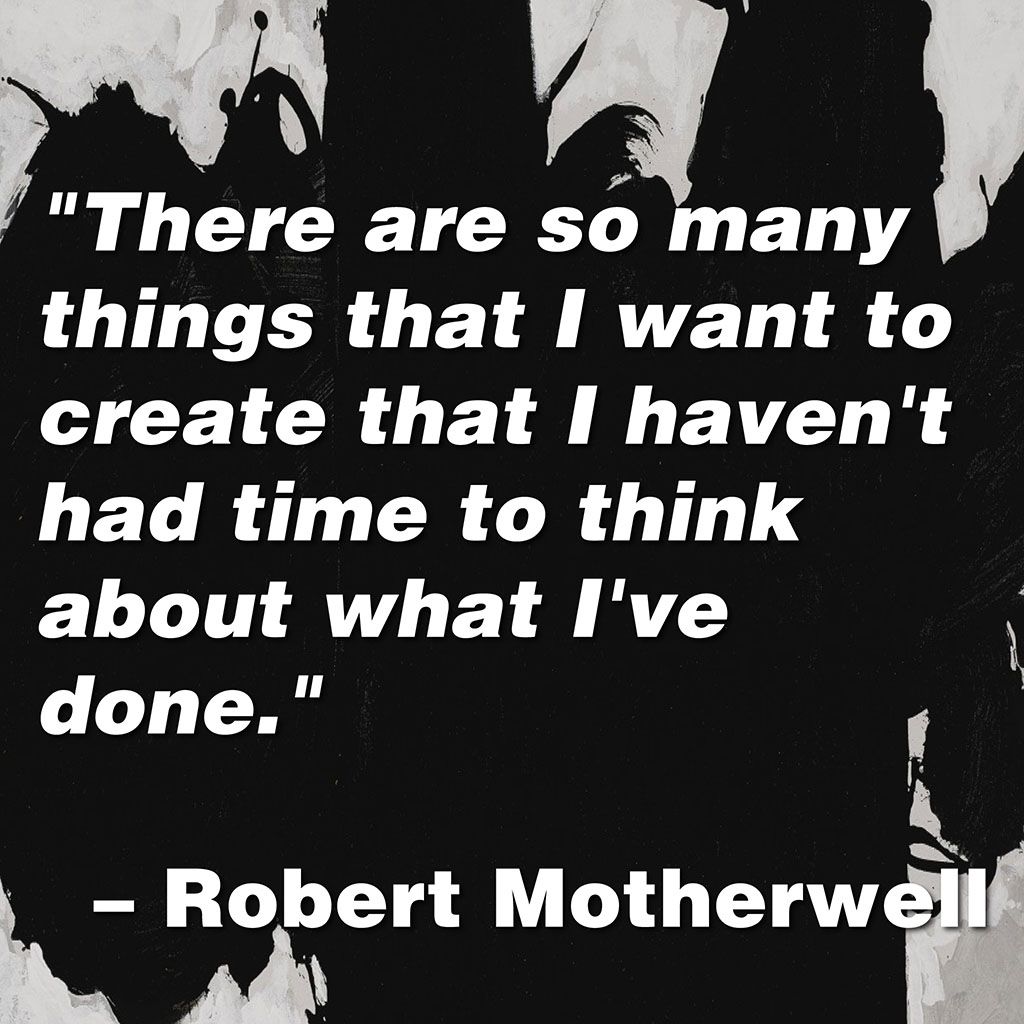 "There are so many
things that I want to
create that I haven't
had time to think
about what I've
done."
– Robert Motherwell